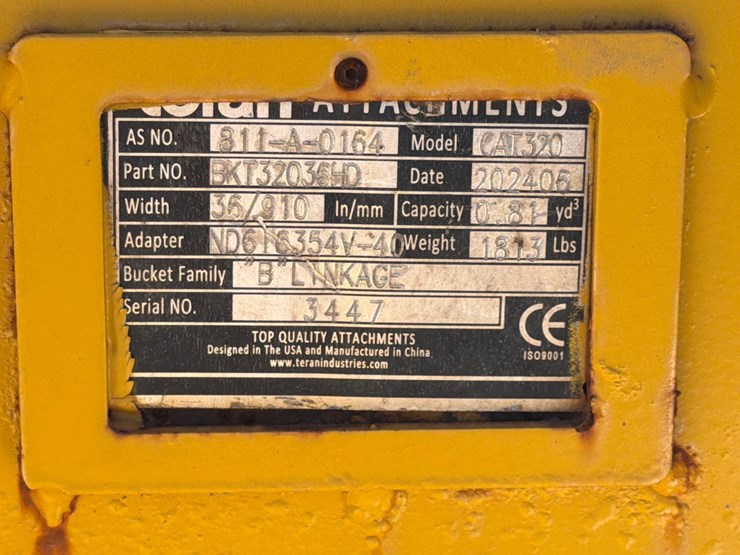 teran ATTACHMENTS
AS NO. 811-A-0164 Model CAT320
Part NO. BKT32036HD Date 202406
Width 36/910 In/mm Capacity 0.81 yd³
Adapter ND616354V-40 Weight 1813 Lbs
Bucket Family "B" LINKAGE
Serial NO. 3447
CE
ISO9001
TOP QUALITY ATTACHMENTS
Designed in The USA and Manufactured in China
www.teranindustries.com